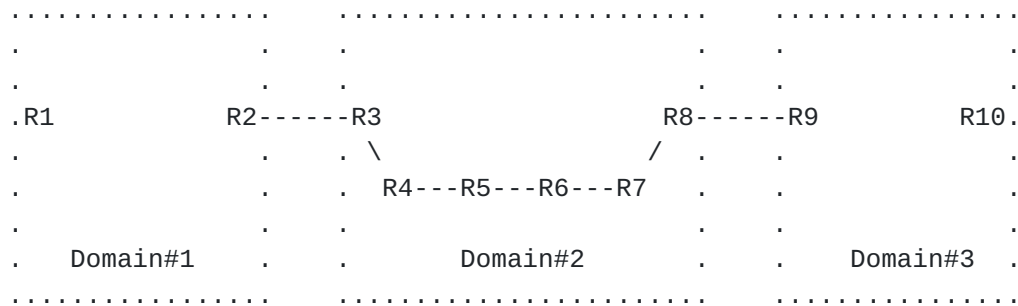 R1 R2------R3 R8------R9 R10
R4---R5---R6---R7
Domain#1 Domain#2 Domain#3